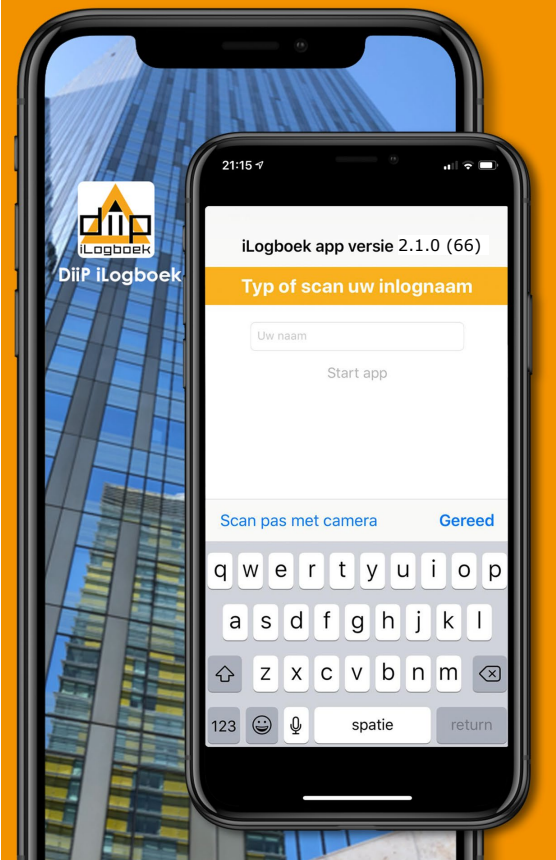 diip
iLogboek
DiiP iLogboek
21:15
iLogboek app versie 2.1.0 (66)
Typ of scan uw inlognaam
Uw naam
Start app
Scan pas met camera Gereed
q w e r t y u i o p
a s d f g h j k l
z x c v b n m
123 spatie return